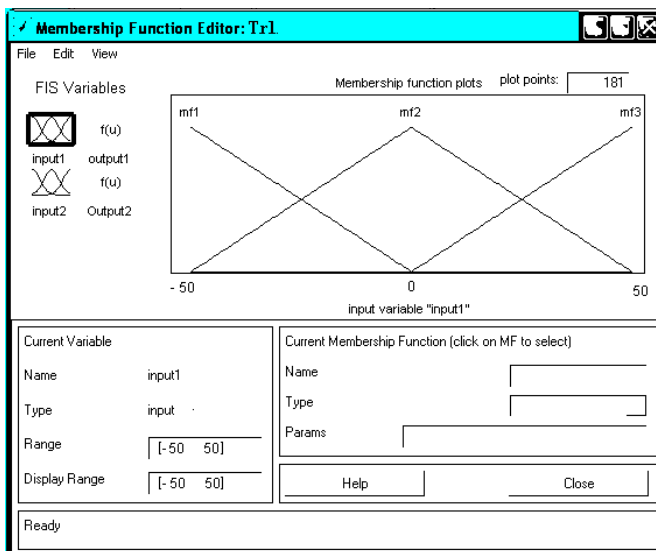 Membership Function Editor: Tr1
File Edit View
FIS Variables
Membership function plots plot points: 181
mf1 mf2 mf3
f(u)
input1 output1
f(u)
input2 Output2
- 50 0 50
input variable "input1"
Current Variable
Name input1
Type input
Range [- 50 50]
Display Range [- 50 50]
Current Membership Function (click on MF to select)
Name
Type
Params
Help Close
Ready